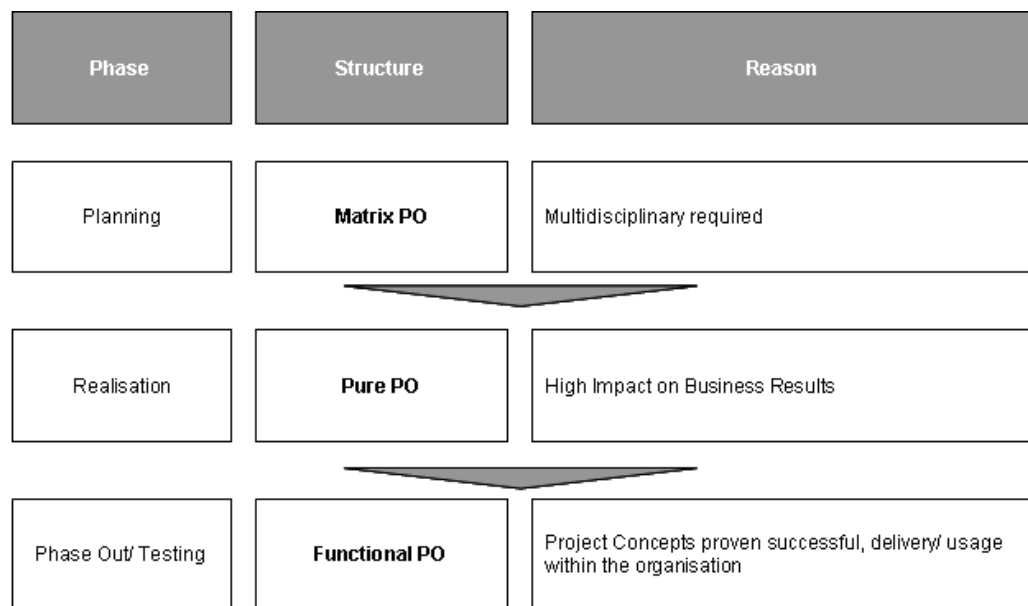 Phase
Structure
Reason
Planning
Matrix PO
Multidisciplinary required
Realisation
Pure PO
High Impact on Business Results
Phase Out/ Testing
Functional PO
Project Concepts proven successful, delivery/ usage
within the organisation